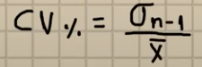 CV % = σn-1 / x̄